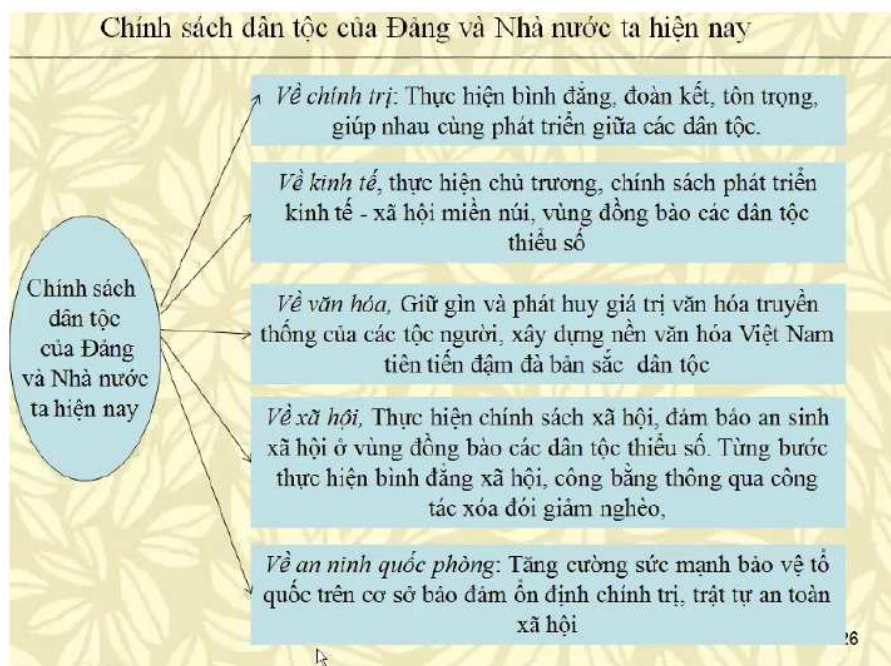 Chính sách dân tộc của Đảng và Nhà nước ta hiện nay
Chính sách
dân tộc
của Đảng
và Nhà nước
ta hiện nay
Về chính trị: Thực hiện bình đẳng, đoàn kết, tôn trọng,
giúp nhau cùng phát triển giữa các dân tộc.
Về kinh tế, thực hiện chủ trương, chính sách phát triển
kinh tế - xã hội miền núi, vùng đồng bào các dân tộc
thiểu số
Về văn hóa, Giữ gìn và phát huy giá trị văn hóa truyền
thống của các tộc người, xây dựng nền văn hóa Việt Nam
tiên tiến đậm đà bản sắc dân tộc
Về xã hội, Thực hiện chính sách xã hội, đảm bảo an sinh
xã hội ở vùng đồng bào các dân tộc thiểu số. Từng bước
thực hiện bình đẳng xã hội, công bằng thông qua công
tác xóa đói giảm nghèo,
Về an ninh quốc phòng: Tăng cường sức mạnh bảo vệ tổ
quốc trên cơ sở bảo đảm ổn định chính trị, trật tự an toàn
xã hội
26